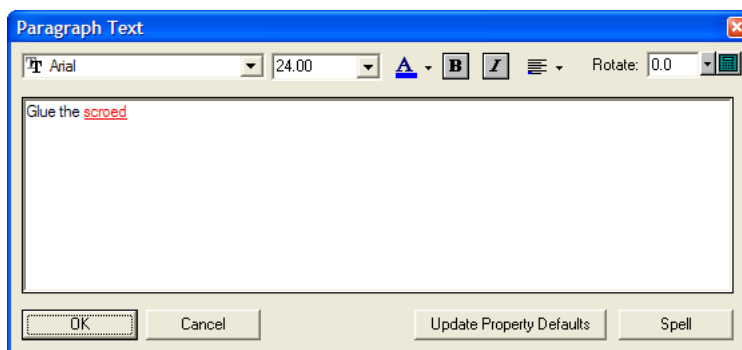 Paragraph Text
Arial 24.00 A B I Rotate: 0.0
Glue the scroed
OK Cancel Update Property Defaults Spell